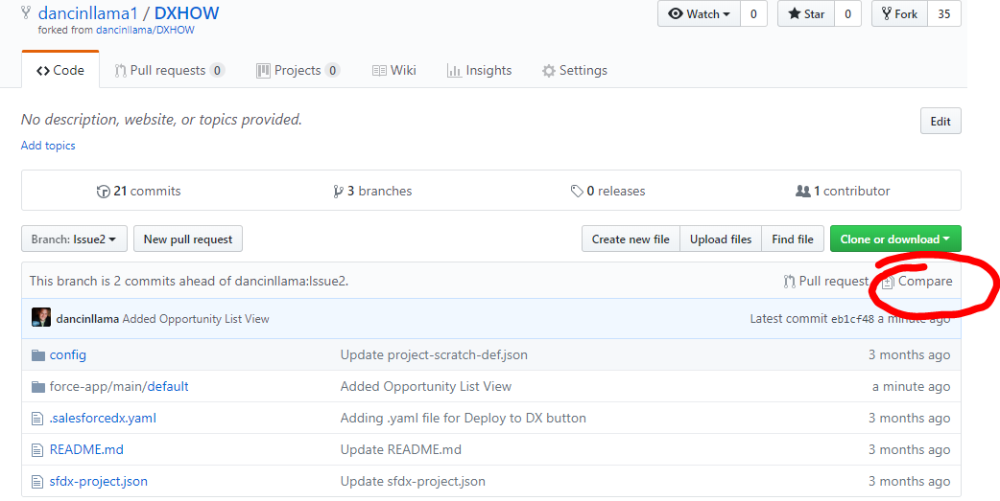 dancinllama1 / DXHOW
Watch 0 Star 0 Fork 35
forked from dancinllama/DXHOW
Code Pull requests 0 Projects 0 Wiki Insights Settings
No description, website, or topics provided.
Edit
Add topics
21 commits 3 branches 0 releases 1 contributor
Branch: Issue2 New pull request Create new file Upload files Find file Clone or download
This branch is 2 commits ahead of dancinllama:Issue2. Pull request Compare
dancinllama Added Opportunity List View Latest commit eb1cf48 a minute ago
config Update project-scratch-def.json 3 months ago
force-app/main/default Added Opportunity List View a minute ago
.salesforcedx.yaml Adding .yaml file for Deploy to DX button 3 months ago
README.md Update README.md 3 months ago
sfdx-project.json Update sfdx-project.json 3 months ago